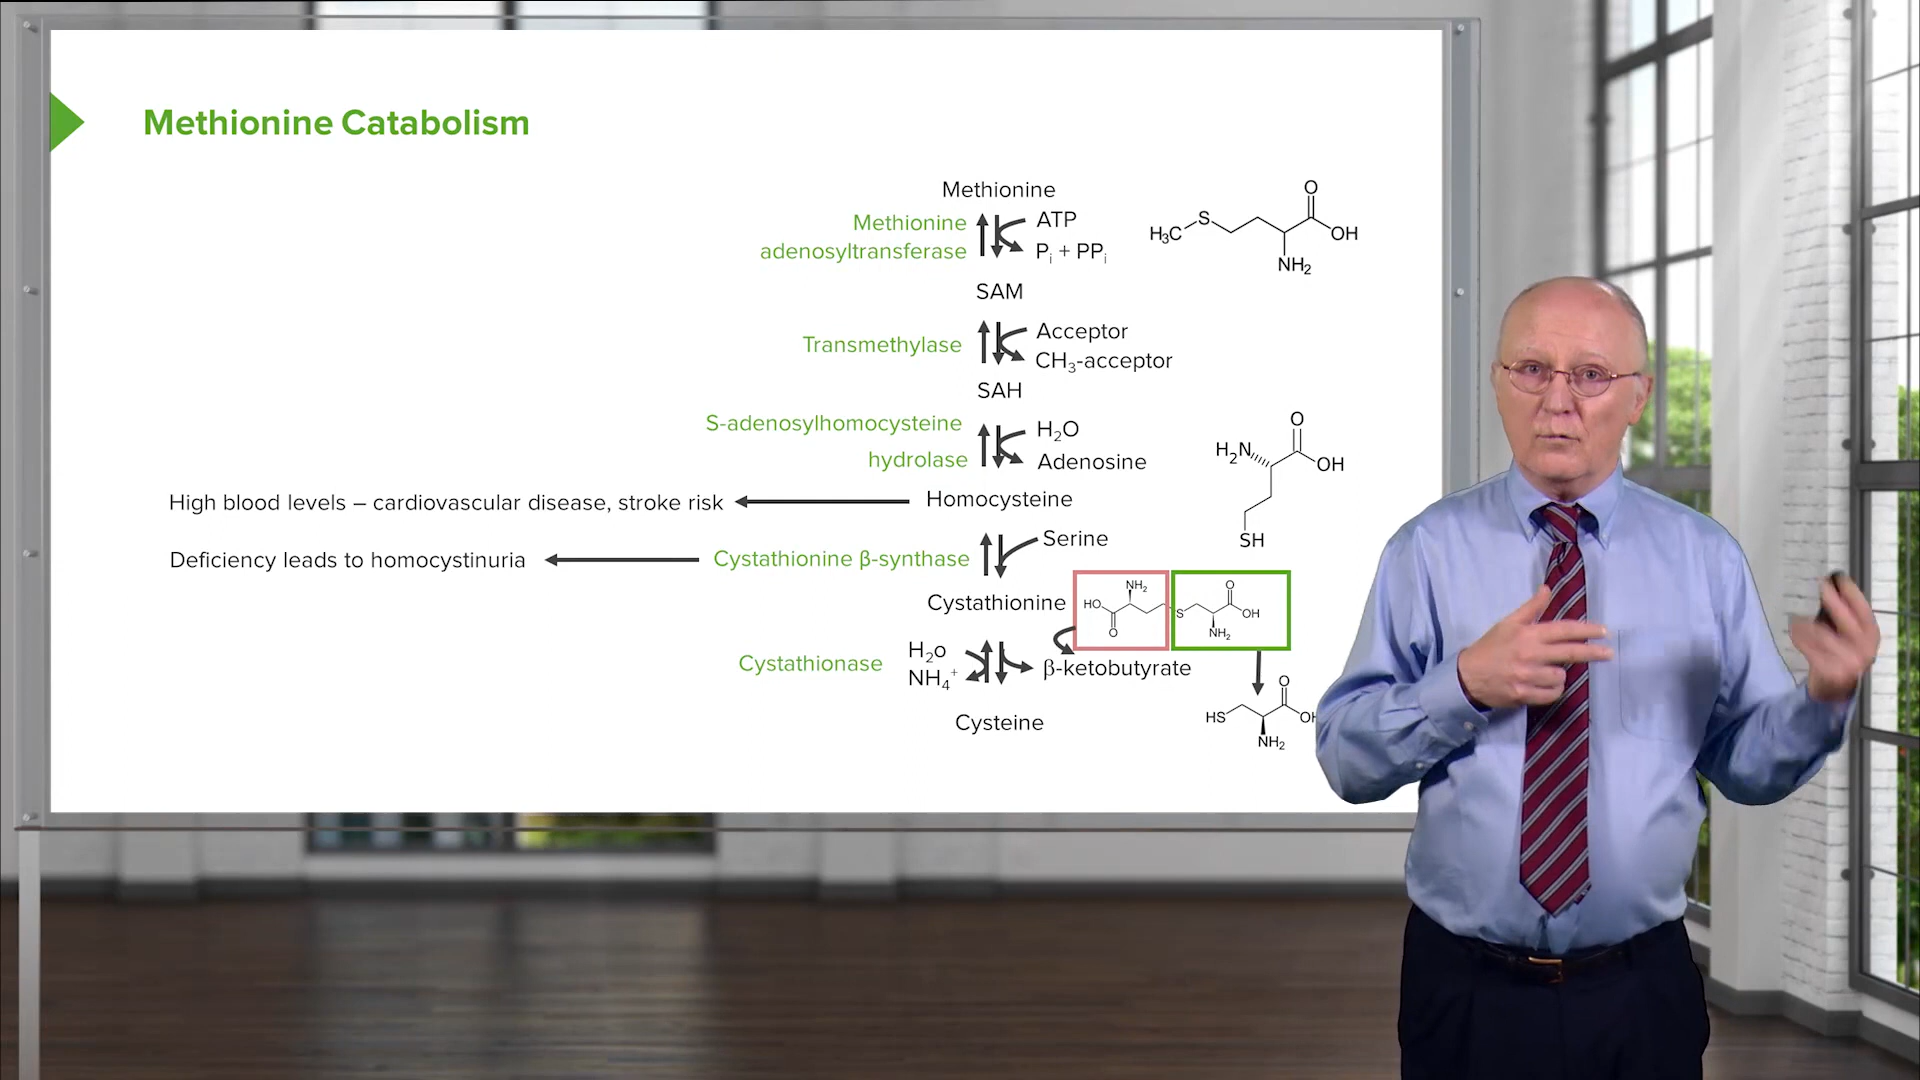 Methionine Catabolism
Methionine
Methionine
adenosyltransferase
ATP
Pi + PPi
H₃C
S
O
OH
NH₂
SAM
Transmethylase
Acceptor
CH₃-acceptor
SAH
S-adenosylhomocysteine
hydrolase
H₂O
Adenosine
H₂N
O
OH
SH
High blood levels – cardiovascular disease, stroke risk
Homocysteine
Deficiency leads to homocystinuria
Cystathionine β-synthase
Serine
Cystathionine
NH₂
HO
O
S
O
OH
NH₂
Cystathionase
H₂o
NH₄⁺
β-ketobutyrate
Cysteine
HS
O
OH
NH₂